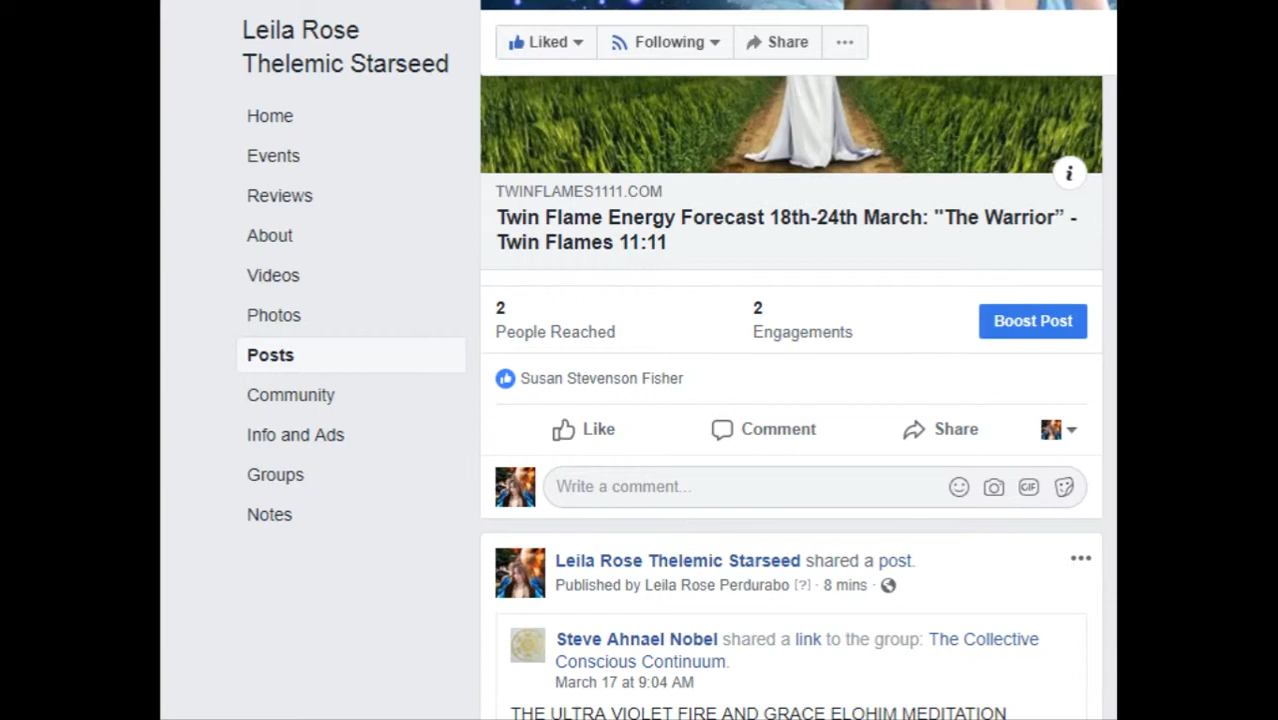 Leila Rose
Thelemic Starseed
Home
Events
Reviews
About
Videos
Photos
Posts
Community
Info and Ads
Groups
Notes
Liked
Following
Share
TWINFLAMES1111.COM
Twin Flame Energy Forecast 18th-24th March: "The Warrior” -
Twin Flames 11:11
2
People Reached
2
Engagements
Boost Post
Susan Stevenson Fisher
Like
Comment
Share
Write a comment...
GIF
Leila Rose Thelemic Starseed shared a post.
Published by Leila Rose Perdurabo [?] · 8 mins ·
Steve Ahnael Nobel shared a link to the group: The Collective
Conscious Continuum.
March 17 at 9:04 AM
THE ULTRA VIOLET FIRE AND GRACE ELOHIM MEDITATION